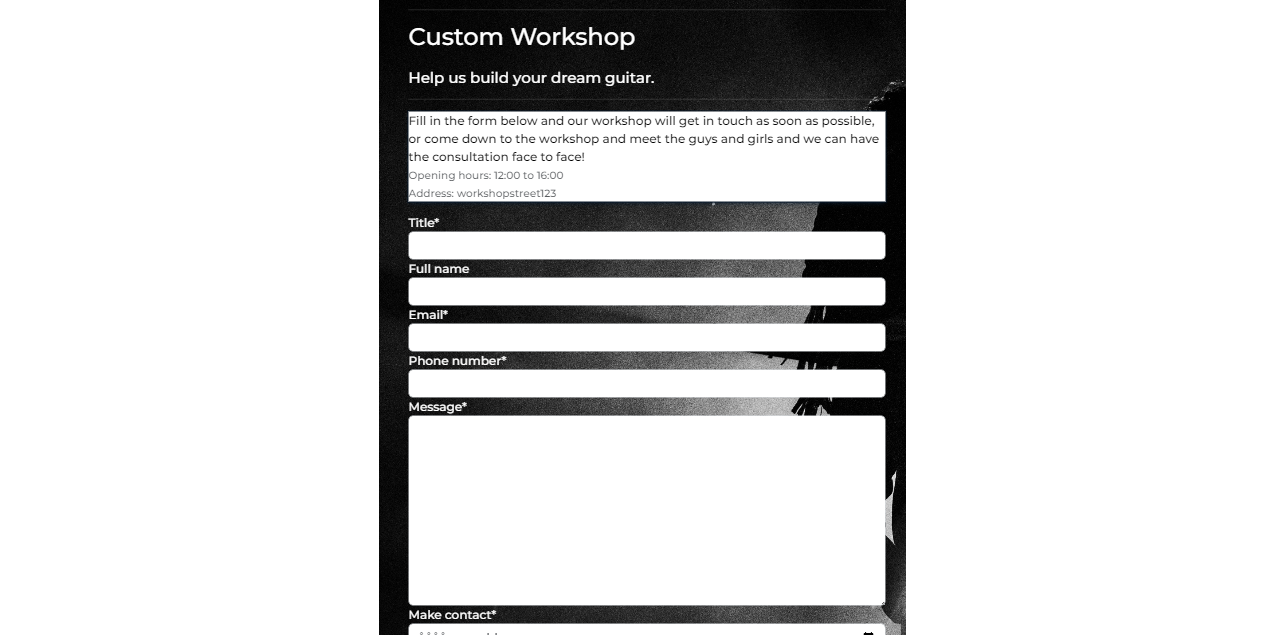 Custom Workshop
Help us build your dream guitar.
Fill in the form below and our workshop will get in touch as soon as possible,
or come down to the workshop and meet the guys and girls and we can have
the consultation face to face!
Opening hours: 12:00 to 16:00
Address: workshopstreet123
Title*
Full name
Email*
Phone number*
Message*
Make contact*